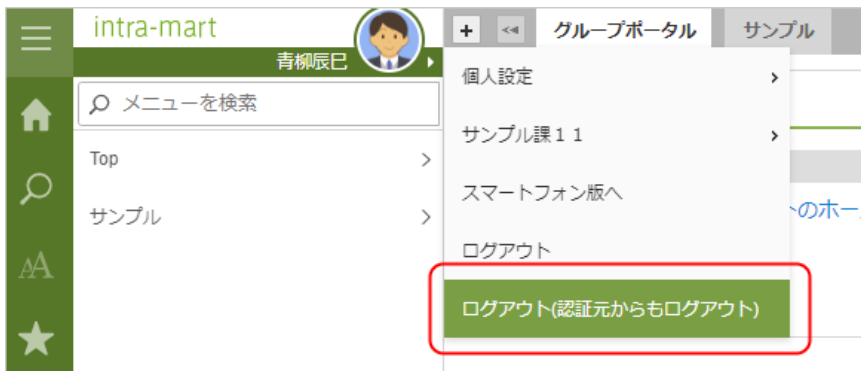 intra-mart
青柳辰巳
メニューを検索
Top
サンプル
AA
グループポータル
サンプル
個人設定
サンプル課11
スマートフォン版へ
ログアウト
ログアウト(認証元からもログアウト)
のホー